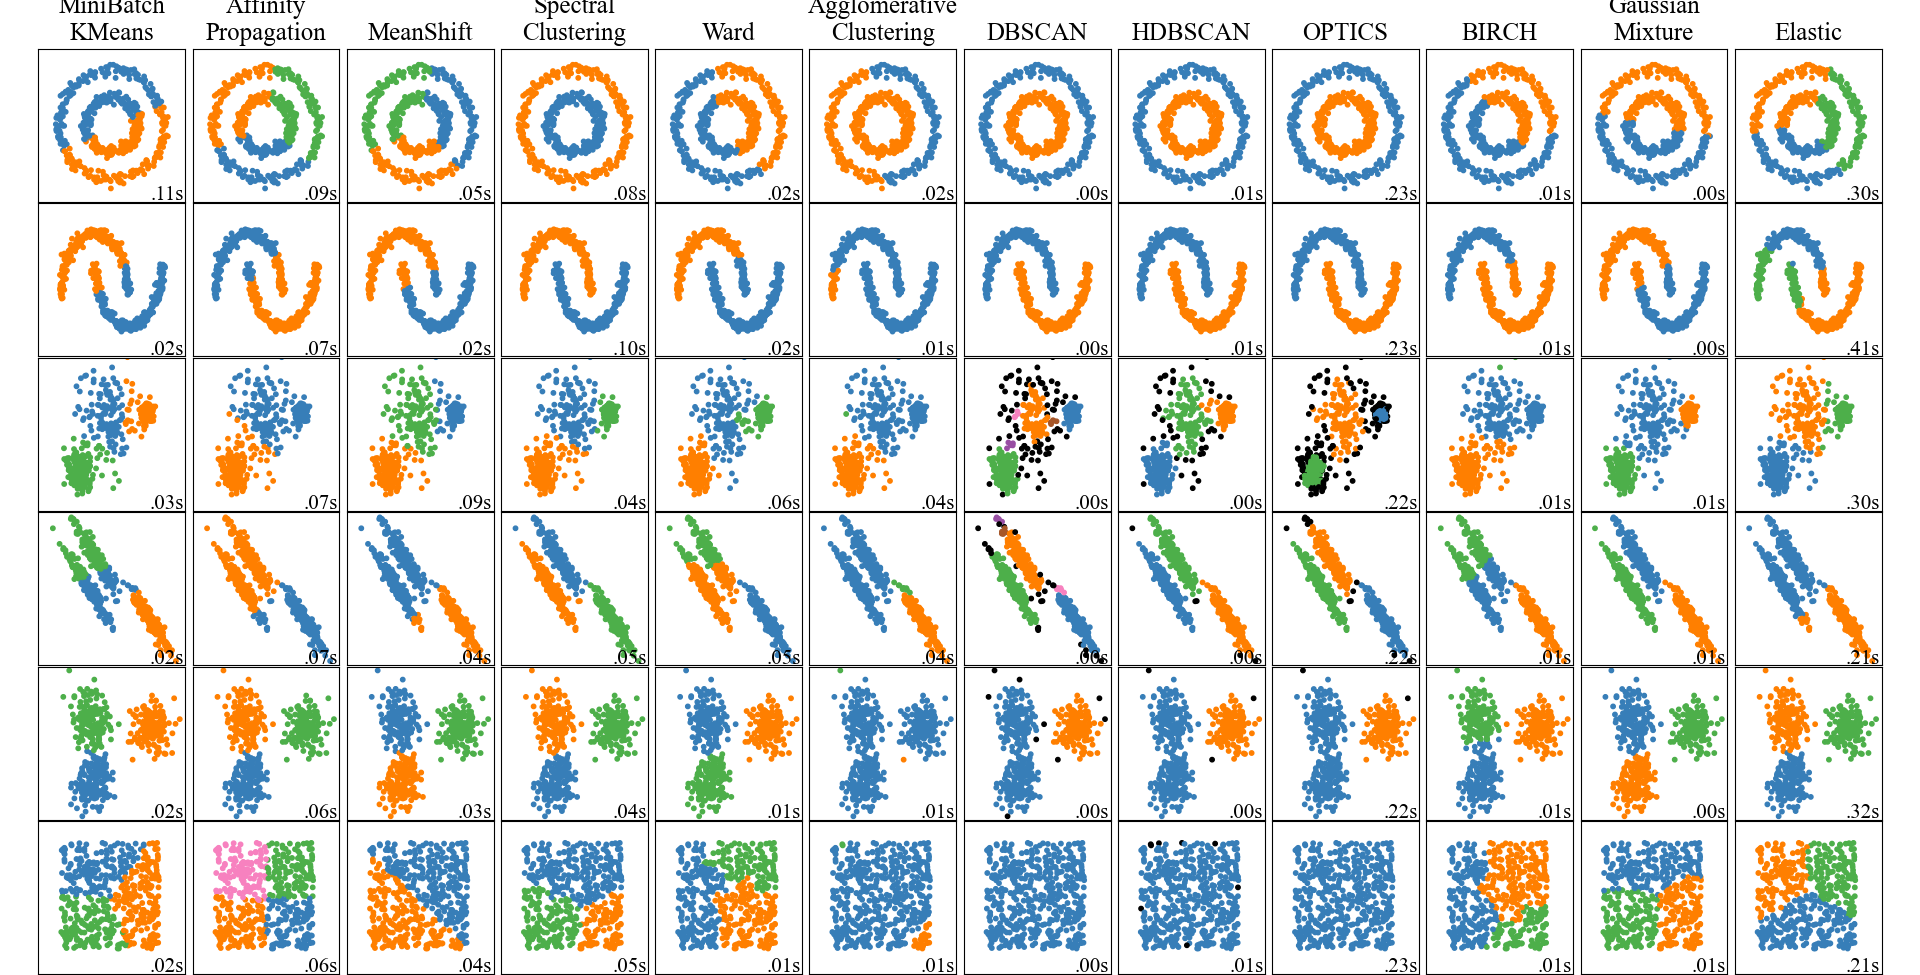 MiniBatch Affinity Spectral Agglomerative Gaussian
KMeans Propagation MeanShift Clustering Ward Clustering DBSCAN HDBSCAN OPTICS BIRCH Mixture Elastic
.11s .09s .05s .08s .02s .02s .00s .01s .23s .01s .00s .30s
.02s .07s .02s .10s .02s .01s .00s .01s .23s .01s .00s .41s
.03s .07s .09s .04s .06s .04s .00s .00s .22s .01s .01s .30s
.02s .07s .04s .05s .05s .04s .00s .00s .22s .01s .01s .21s
.02s .06s .03s .04s .01s .01s .00s .00s .22s .01s .00s .32s
.02s .06s .04s .05s .01s .01s .00s .01s .23s .01s .01s .21s